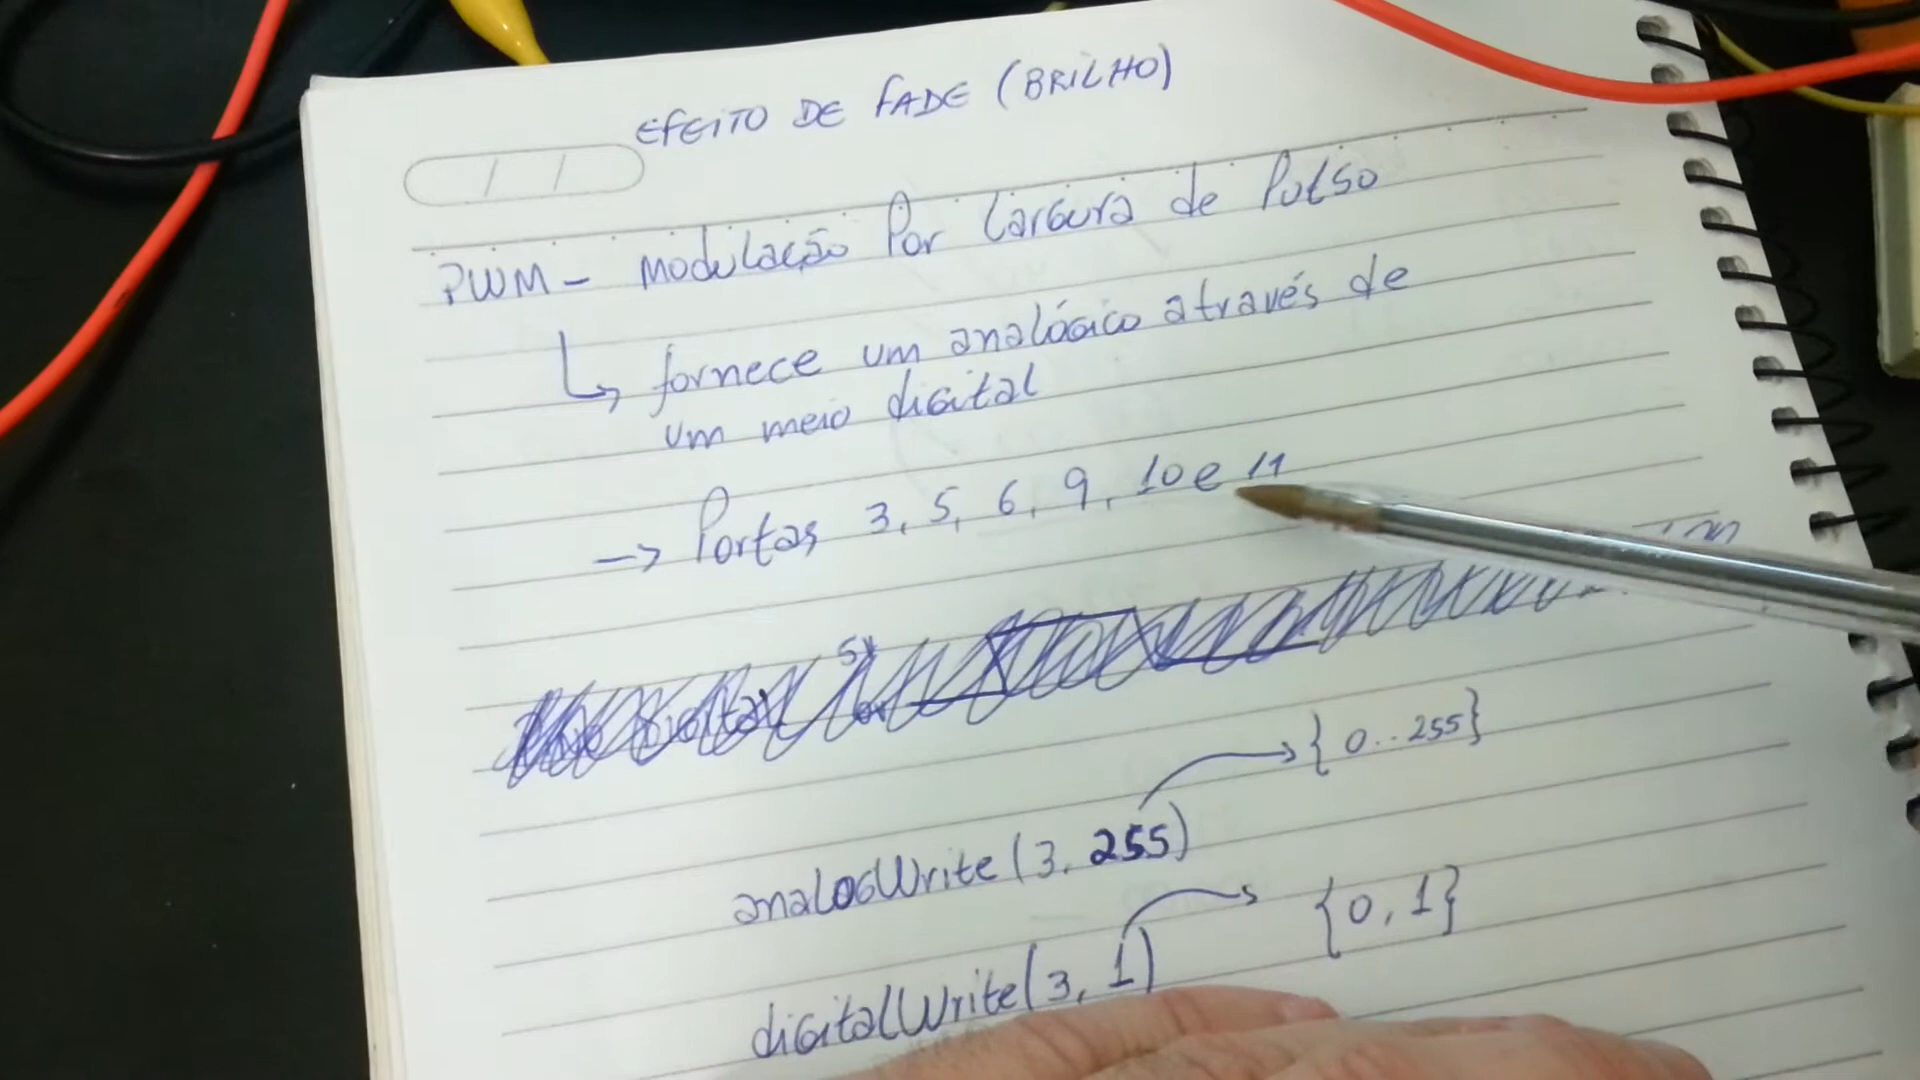 EFEITO DE FADE (BRILHO)
PWM - Modulação Por Largura de Pulso
fornece um analógico através de
um meio digital
→ Portas 3, 5, 6, 9, 10 e 11
{0..255}
analogWrite(3, 255)
{0, 1}
digitalWrite(3, 1)